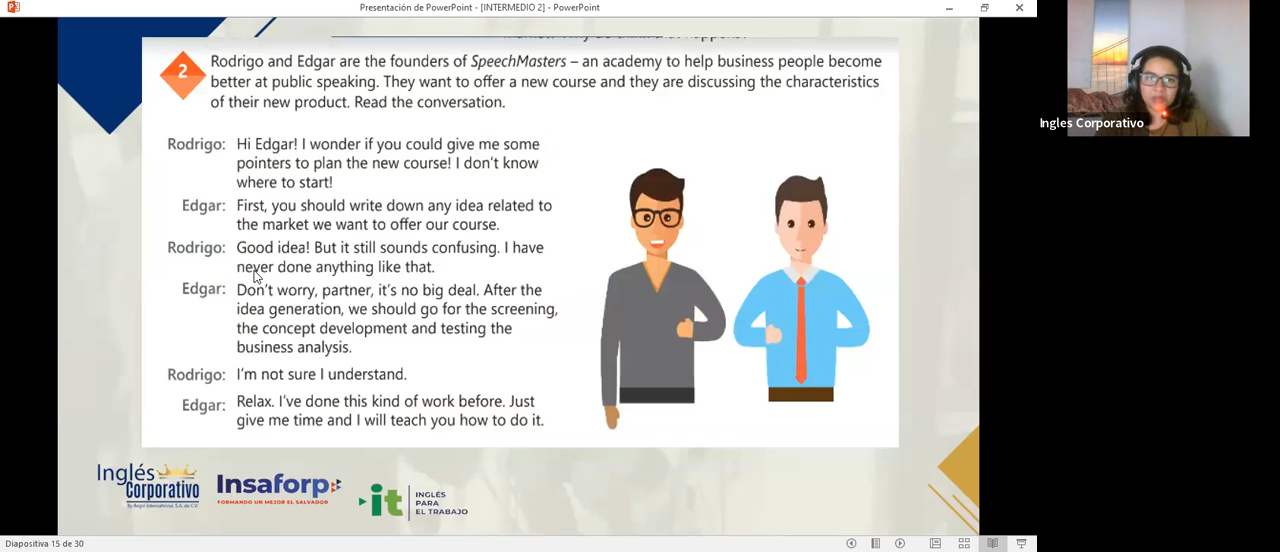 Presentación de PowerPoint - [INTERMEDIO 2] - PowerPoint
2
Rodrigo and Edgar are the founders of SpeechMasters – an academy to help business people become
better at public speaking. They want to offer a new course and they are discussing the characteristics
of their new product. Read the conversation.
Rodrigo: Hi Edgar! I wonder if you could give me some
pointers to plan the new course! I don't know
where to start!
Edgar: First, you should write down any idea related to
the market we want to offer our course.
Rodrigo: Good idea! But it still sounds confusing. I have
never done anything like that.
Edgar: Don't worry, partner, it's no big deal. After the
idea generation, we should go for the screening,
the concept development and testing the
business analysis.
Rodrigo: I'm not sure I understand.
Edgar: Relax. I've done this kind of work before. Just
give me time and I will teach you how to do it.
Ingles Corporativo
Inglés
Corporativo
By Regal International, S.A. de C.V.
Insaforp
FORMANDO UN MEJOR EL SALVADOR
it
INGLÉS
PARA
EL TRABAJO
Diapositiva 15 de 30